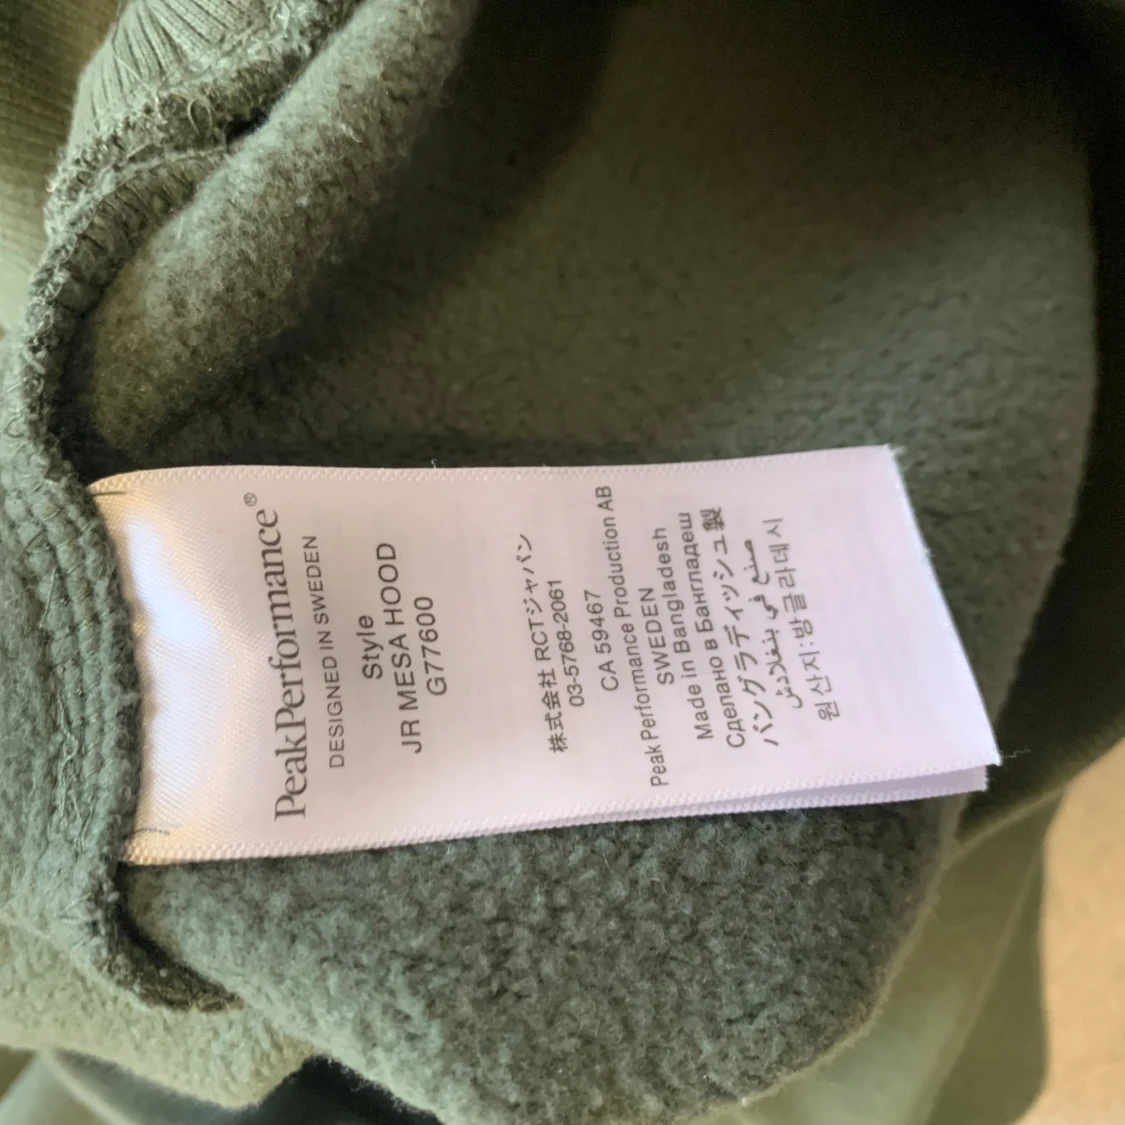 PeakPerformance®
DESIGNED IN SWEDEN
Style
JR MESA HOOD
G77600
株式会社 RCTジャパン
03-5768-2061
CA 59467
Peak Performance Production AB
SWEDEN
Made in Bangladesh
Сделано в Бангладеш
バングラディッシュ製
صنع في بنغلادش
원산지:방글라데시